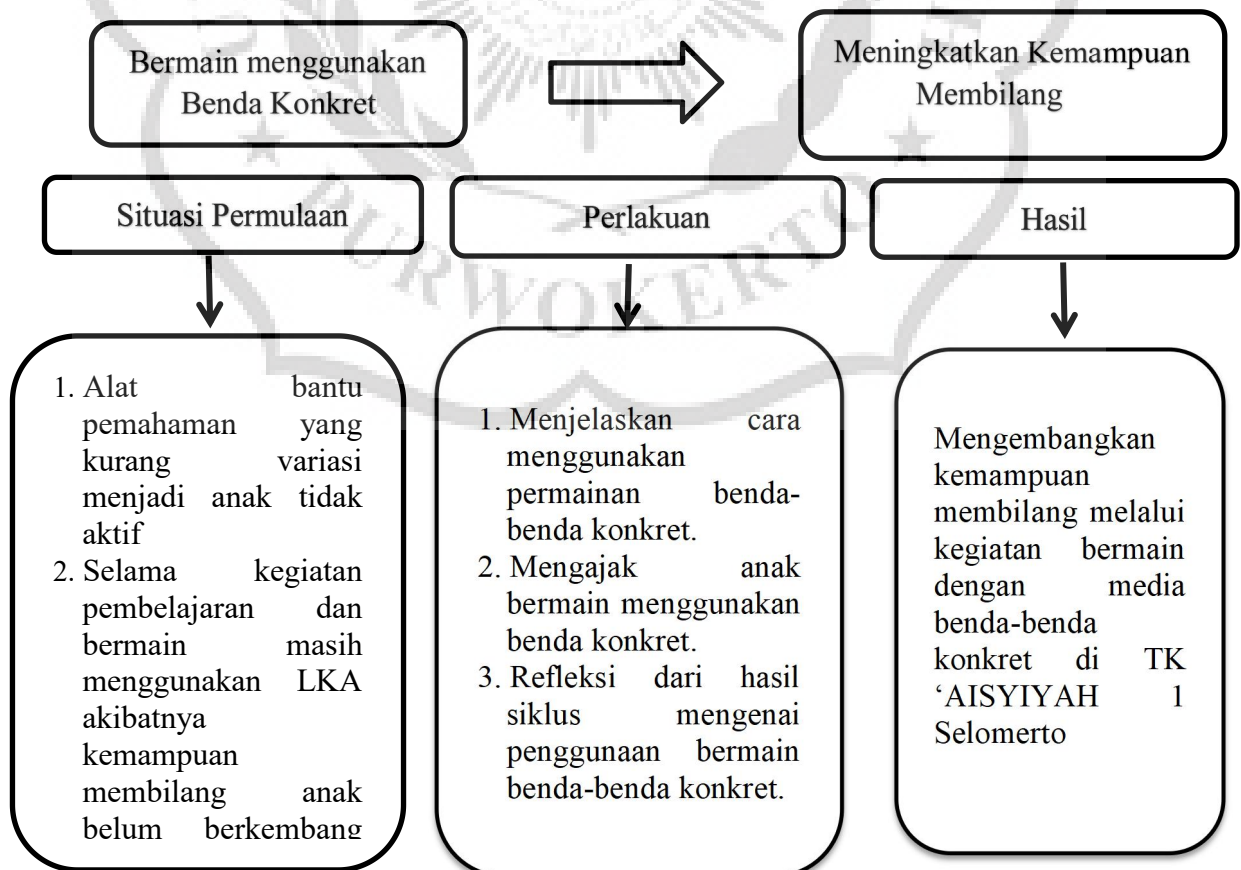 Bermain menggunakan
Benda Konkret
Meningkatkan Kemampuan
Membilang
Situasi Permulaan
Perlakuan
Hasil
1. Alat bantu
pemahaman yang
kurang variasi
menjadi anak tidak
aktif
2. Selama kegiatan
pembelajaran dan
bermain masih
menggunakan LKA
akibatnya
kemampuan
membilang anak
belum berkembang
1. Menjelaskan cara
menggunakan
permainan benda-
benda konkret.
2. Mengajak anak
bermain menggunakan
benda konkret.
3. Refleksi dari hasil
siklus mengenai
penggunaan bermain
benda-benda konkret.
Mengembangkan
kemampuan
membilang melalui
kegiatan bermain
dengan media
benda-benda
konkret di TK
‘AISYIYAH 1
Selomerto
PURWOKERTO